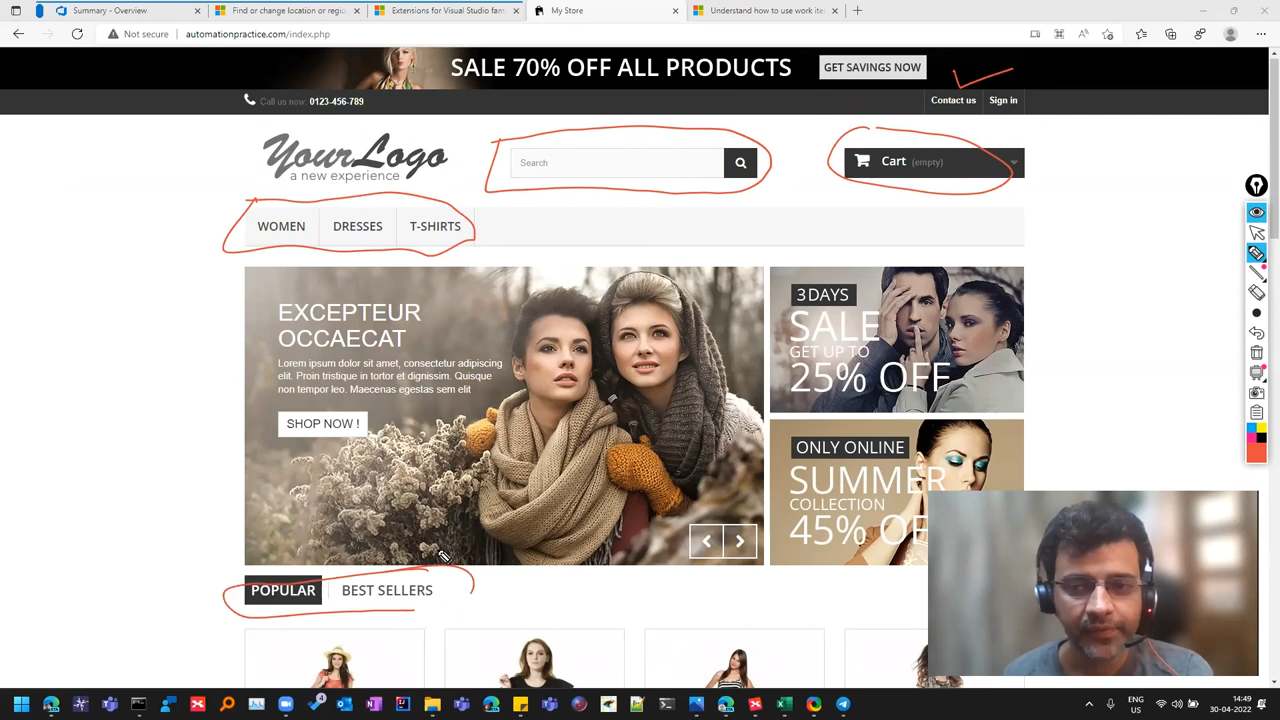 Summary - Overview
Find or change location or regio
Extensions for Visual Studio fam
My Store
Understand how to use work iter
Not secure
automationpractice.com/index.php
SALE 70% OFF ALL PRODUCTS
GET SAVINGS NOW
Call us now: 0123-456-789
Contact us
Sign in
YourLogo
a new experience
Search
Cart (empty)
WOMEN
DRESSES
T-SHIRTS
EXCEPTEUR
OCCAECAT
Lorem ipsum dolor sit amet, consectetur adipiscing
elit. Proin tristique in tortor et dignissim. Quisque
non tempor leo. Maecenas egestas sem elit
SHOP NOW !
3 DAYS
SALE
GET UP TO
25% OFF
ONLY ONLINE
SUMMER
COLLECTION
45% OF
POPULAR
BEST SELLERS
ENG
US
14:49
30-04-2022